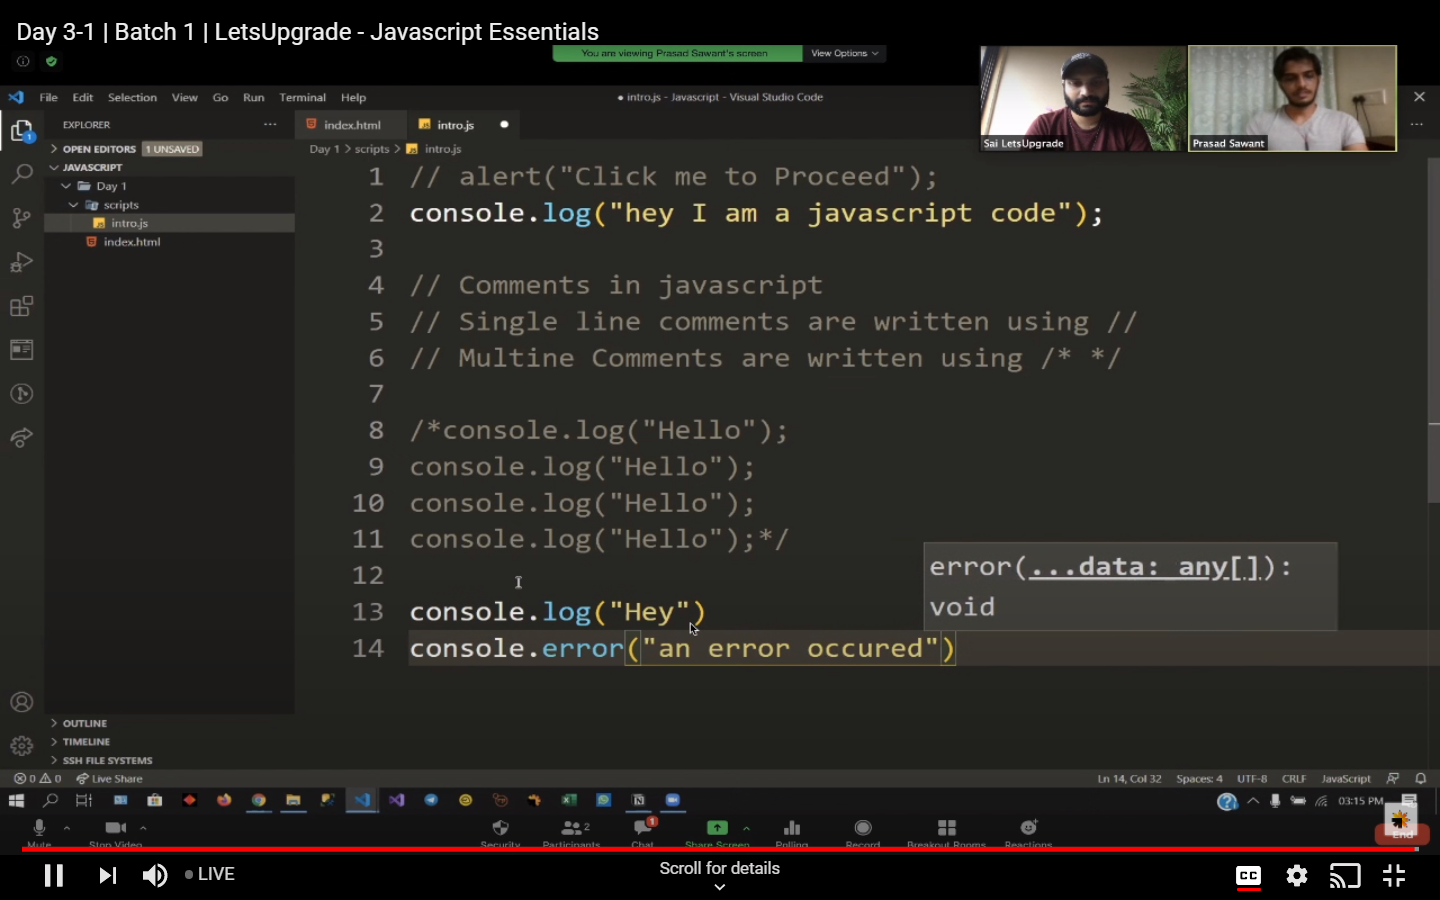 Day 3-1 | Batch 1 | LetsUpgrade - Javascript Essentials
You are viewing Prasad Sawant's screen View Options
File Edit Selection View Go Run Terminal Help
● intro.js - Javascript - Visual Studio Code
Sai LetsUpgrade
Prasad Sawant
EXPLORER
index.html
intro.js
OPEN EDITORS 1 UNSAVED
JAVASCRIPT
Day 1
scripts
intro.js
index.html
Day 1 > scripts > intro.js
1 // alert("Click me to Proceed");
2 console.log("hey I am a javascript code");
3
4 // Comments in javascript
5 // Single line comments are written using //
6 // Multine Comments are written using /* */
7
8 /*console.log("Hello");
9 console.log("Hello");
10 console.log("Hello");
11 console.log("Hello");*/
12
13 console.log("Hey")
14 console.error("an error occured")
error(...data: any[]):
void
OUTLINE
TIMELINE
SSH FILE SYSTEMS
0 0 Live Share
Ln 14, Col 32 Spaces: 4 UTF-8 CRLF JavaScript
03:15 PM
2
1
Mute Stop Video Security Participants Chat Share Screen Polling Record Breakout Rooms Reactions End
LIVE
Scroll for details
CC